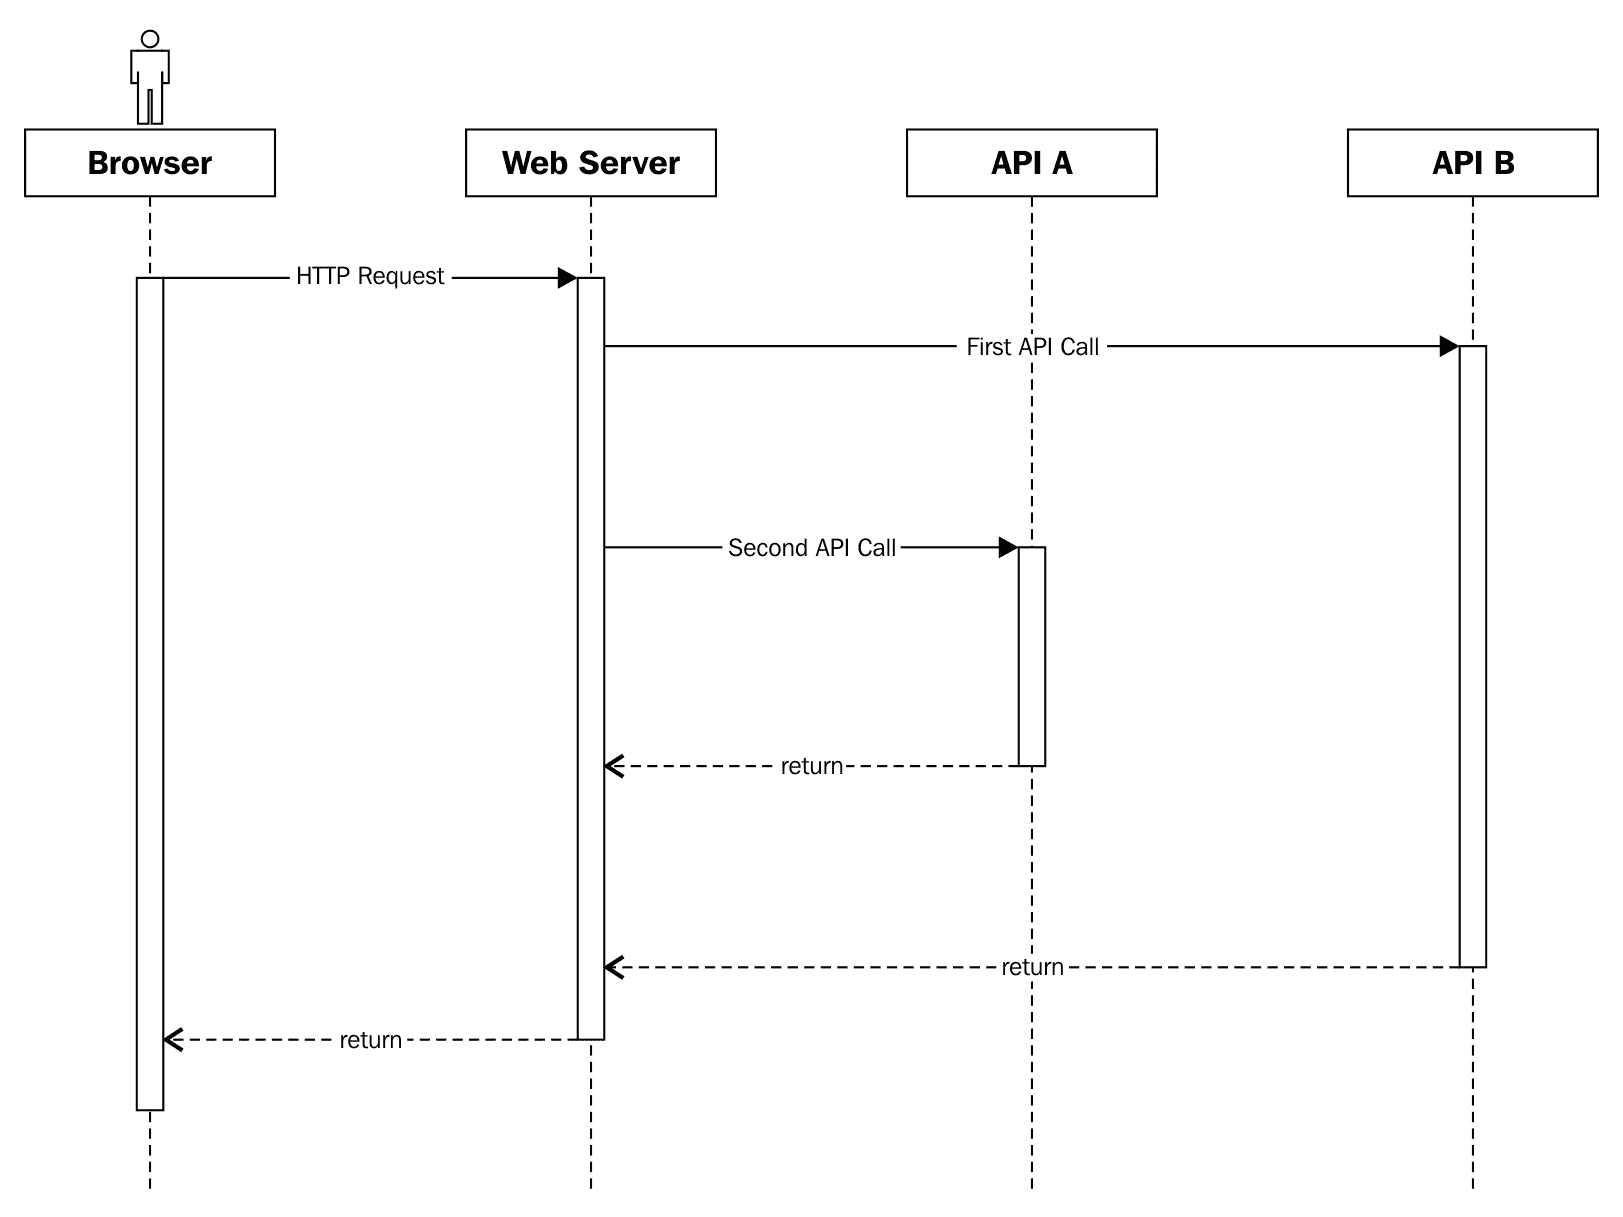 Browser
Web Server
API A
API B
HTTP Request
First API Call
Second API Call
return
return
return